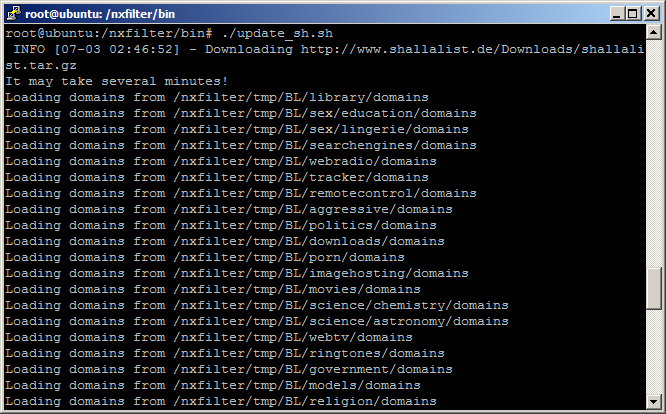 root@ubuntu: /nxfilter/bin
root@ubuntu:/nxfilter/bin# ./update_sh.sh
INFO [07-03 02:46:52] - Downloading http://www.shallalist.de/Downloads/shallali
st.tar.gz
It may take several minutes!
Loading domains from /nxfilter/tmp/BL/library/domains
Loading domains from /nxfilter/tmp/BL/sex/education/domains
Loading domains from /nxfilter/tmp/BL/sex/lingerie/domains
Loading domains from /nxfilter/tmp/BL/searchengines/domains
Loading domains from /nxfilter/tmp/BL/webradio/domains
Loading domains from /nxfilter/tmp/BL/tracker/domains
Loading domains from /nxfilter/tmp/BL/remotecontrol/domains
Loading domains from /nxfilter/tmp/BL/aggressive/domains
Loading domains from /nxfilter/tmp/BL/politics/domains
Loading domains from /nxfilter/tmp/BL/downloads/domains
Loading domains from /nxfilter/tmp/BL/porn/domains
Loading domains from /nxfilter/tmp/BL/imagehosting/domains
Loading domains from /nxfilter/tmp/BL/movies/domains
Loading domains from /nxfilter/tmp/BL/science/chemistry/domains
Loading domains from /nxfilter/tmp/BL/science/astronomy/domains
Loading domains from /nxfilter/tmp/BL/webtv/domains
Loading domains from /nxfilter/tmp/BL/ringtones/domains
Loading domains from /nxfilter/tmp/BL/government/domains
Loading domains from /nxfilter/tmp/BL/models/domains
Loading domains from /nxfilter/tmp/BL/religion/domains